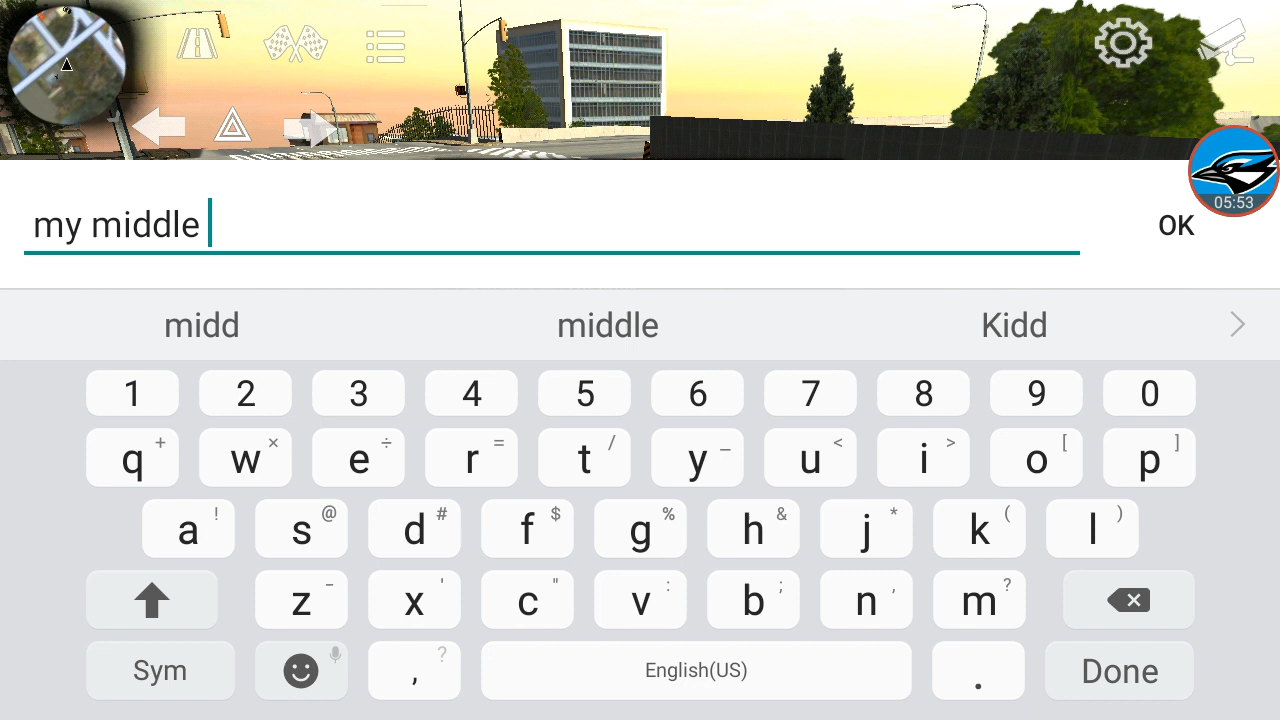 05:53
my middle
OK
midd middle Kidd
1 2 3 4 5 6 7 8 9 0
q + w × e ÷ r = t / y _ u < i > o [ p ]
a ! s @ d # f $ g % h & j * k ( l )
z - x ' c " v : b ; n , m ?
Sym , ? English(US) . Done